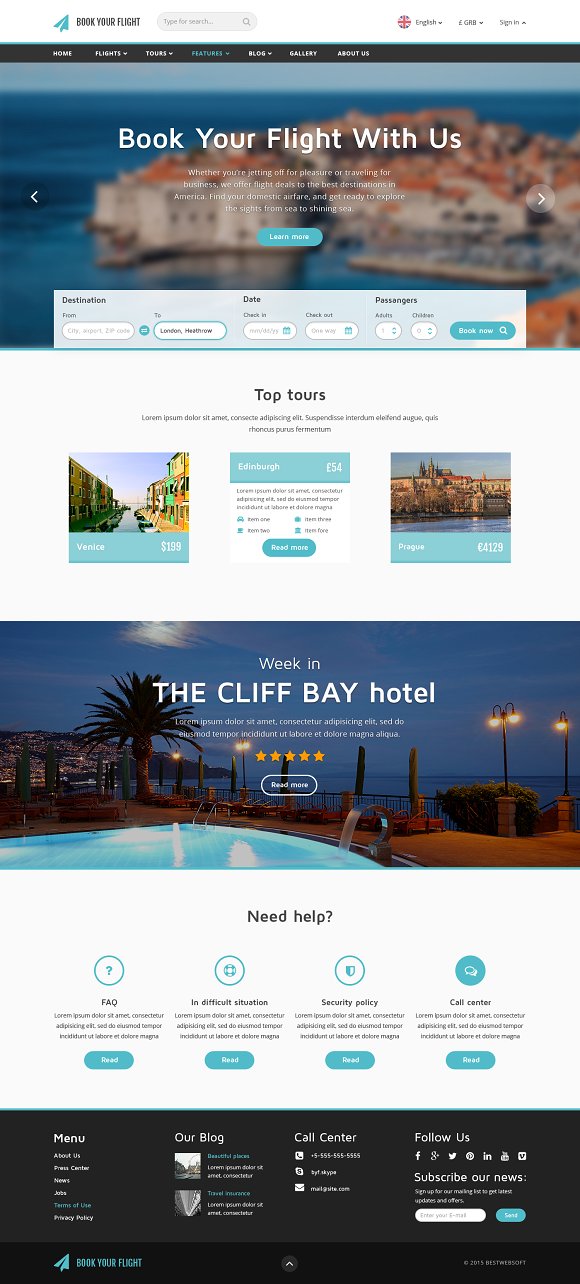 BOOK YOUR FLIGHT
Type for search...
English
£ GRB
Sign in
HOME
FLIGHTS
TOURS
FEATURES
BLOG
GALLERY
ABOUT US
Book Your Flight With Us
Whether you're jetting off for pleasure or traveling for
business, we offer flight deals to the best destinations in
America. Find your domestic airfare, and get ready to explore
the sights from sea to shining sea.
Learn more
Destination
Date
Passangers
From
To
Check in
Check out
Adults
Children
City, airport, ZIP code
London, Heathrow
mm/dd/yy
One way
1
0
Book now
Top tours
Lorem ipsum dolor sit amet, consecte adipiscing elit. Suspendisse interdum eleifend augue, quis
rhoncus purus fermentum
Venice
$199
Edinburgh
£54
Lorem ipsum dolor sit amet, consectetur
adipisicing elit, sed do eiusmod tempor
incididunt ut labore et dolore magna
Item one
Item three
Item two
Item fore
Read more
Prague
€4129
Week in
THE CLIFF BAY hotel
Lorem ipsum dolor sit amet, consectetur adipisicing elit, sed do
eiusmod tempor incididunt ut labore et dolore magna aliqua.
Read more
Need help?
FAQ
Lorem ipsum dolor sit amet, consectetur
adipisicing elit, sed do eiusmod tempor
incididunt ut labore et dolore magna
Read
In difficult situation
Lorem ipsum dolor sit amet, consectetur
adipisicing elit, sed do eiusmod tempor
incididunt ut labore et dolore magna
Read
Security policy
Lorem ipsum dolor sit amet, consectetur
adipisicing elit, sed do eiusmod tempor
incididunt ut labore et dolore magna
Read
Call center
Lorem ipsum dolor sit amet, consectetur
adipisicing elit, sed do eiusmod tempor
incididunt ut labore et dolore magna
Read
Menu
About Us
Press Center
News
Jobs
Terms of Use
Privacy Policy
Our Blog
Beautiful places
Lorem ipsum dolor sit
amet, consectetur
Travel Insurance
Lorem ipsum dolor sit
amet, consectetur
Call Center
+5-555-555-5555
byf.skype
mail@site.com
Follow Us
Subscribe our news:
Sign up for our mailing list to get latest
updates and offers.
Enter your E-mail
Send
BOOK YOUR FLIGHT
© 2015 BESTWEBSOFT